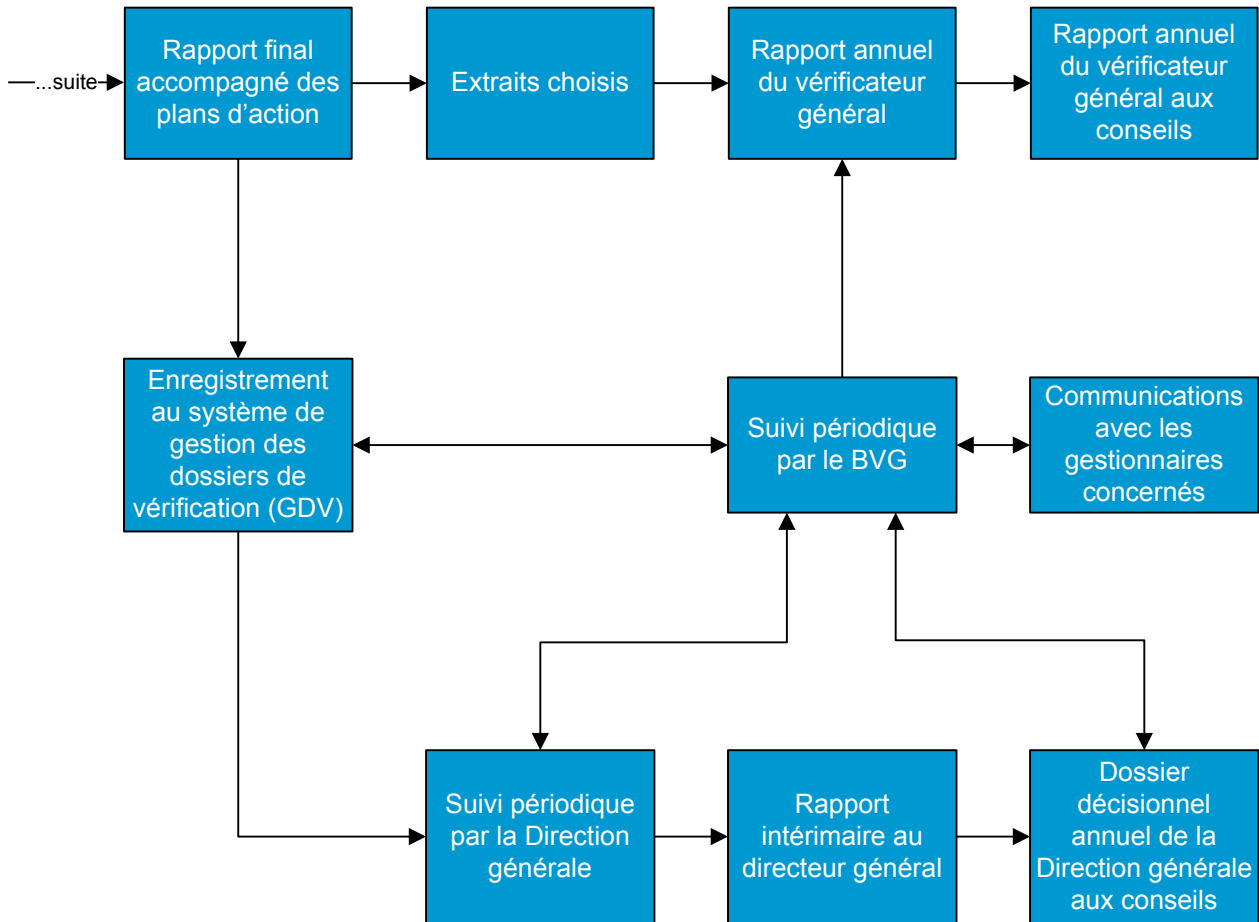 ...suite
Rapport final
accompagné des
plans d’action
Extraits choisis
Rapport annuel
du vérificateur
général
Rapport annuel
du vérificateur
général aux
conseils
Enregistrement
au système de
gestion des
dossiers de
vérification (GDV)
Suivi périodique
par le BVG
Communications
avec les
gestionnaires
concernés
Suivi périodique
par la Direction
générale
Rapport
intérimaire au
directeur général
Dossier
décisionnel
annuel de la
Direction générale
aux conseils